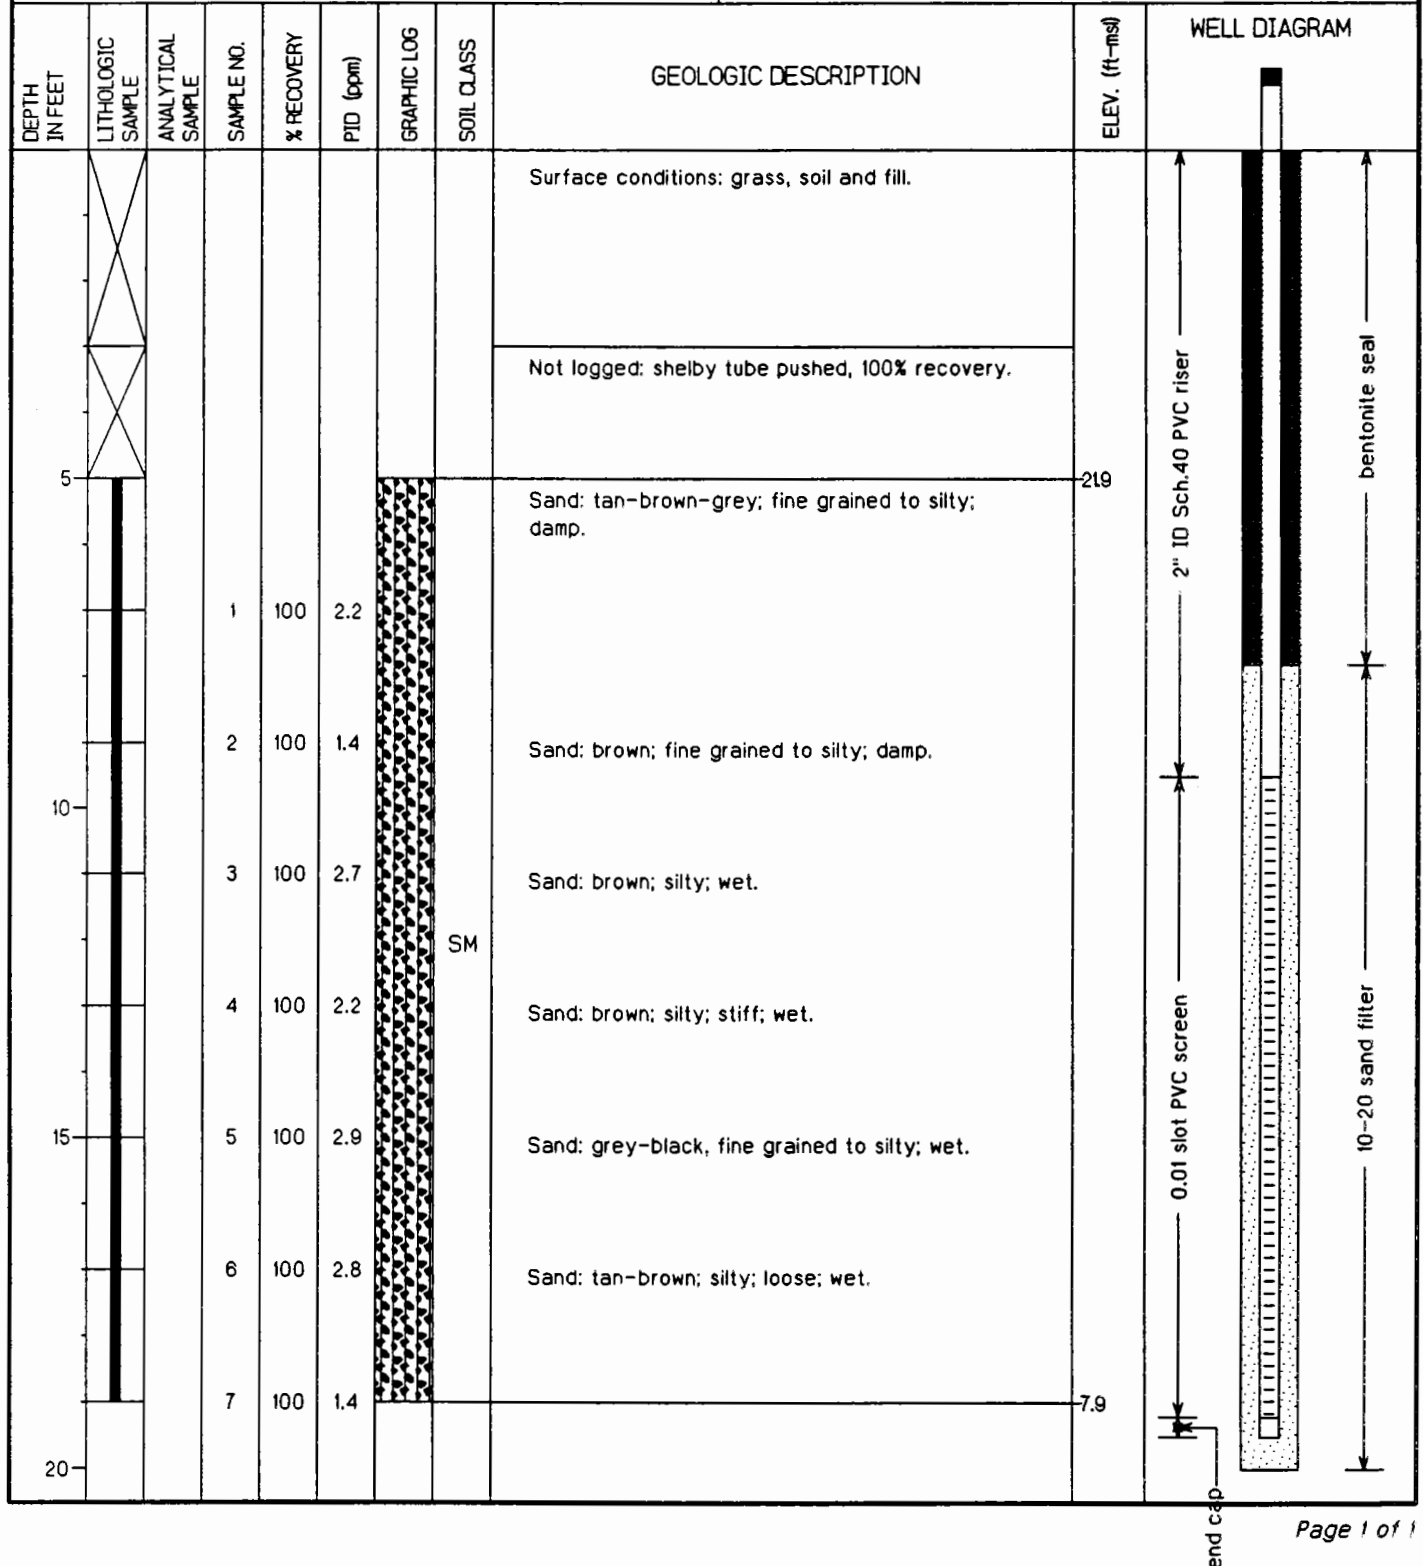 DEPTH
IN FEET
LITHOLOGIC
SAMPLE
ANALYTICAL
SAMPLE
SAMPLE NO.
% RECOVERY
PID (ppm)
GRAPHIC LOG
SOIL CLASS
GEOLOGIC DESCRIPTION
ELEV. (ft-msl)
WELL DIAGRAM
Surface conditions: grass, soil and fill.
Not logged: shelby tube pushed, 100% recovery.
5
21.9
Sand: tan-brown-grey; fine grained to silty;
damp.
1 100 2.2
2 100 1.4
Sand: brown; fine grained to silty; damp.
10
3 100 2.7
Sand: brown; silty; wet.
SM
4 100 2.2
Sand: brown; silty; stiff; wet.
15
5 100 2.9
Sand: grey-black, fine grained to silty; wet.
6 100 2.8
Sand: tan-brown; silty; loose; wet.
7 100 1.4
7.9
20
2" ID Sch.40 PVC riser
bentonite seal
0.01 slot PVC screen
10-20 sand filter
end cap
Page 1 of 1